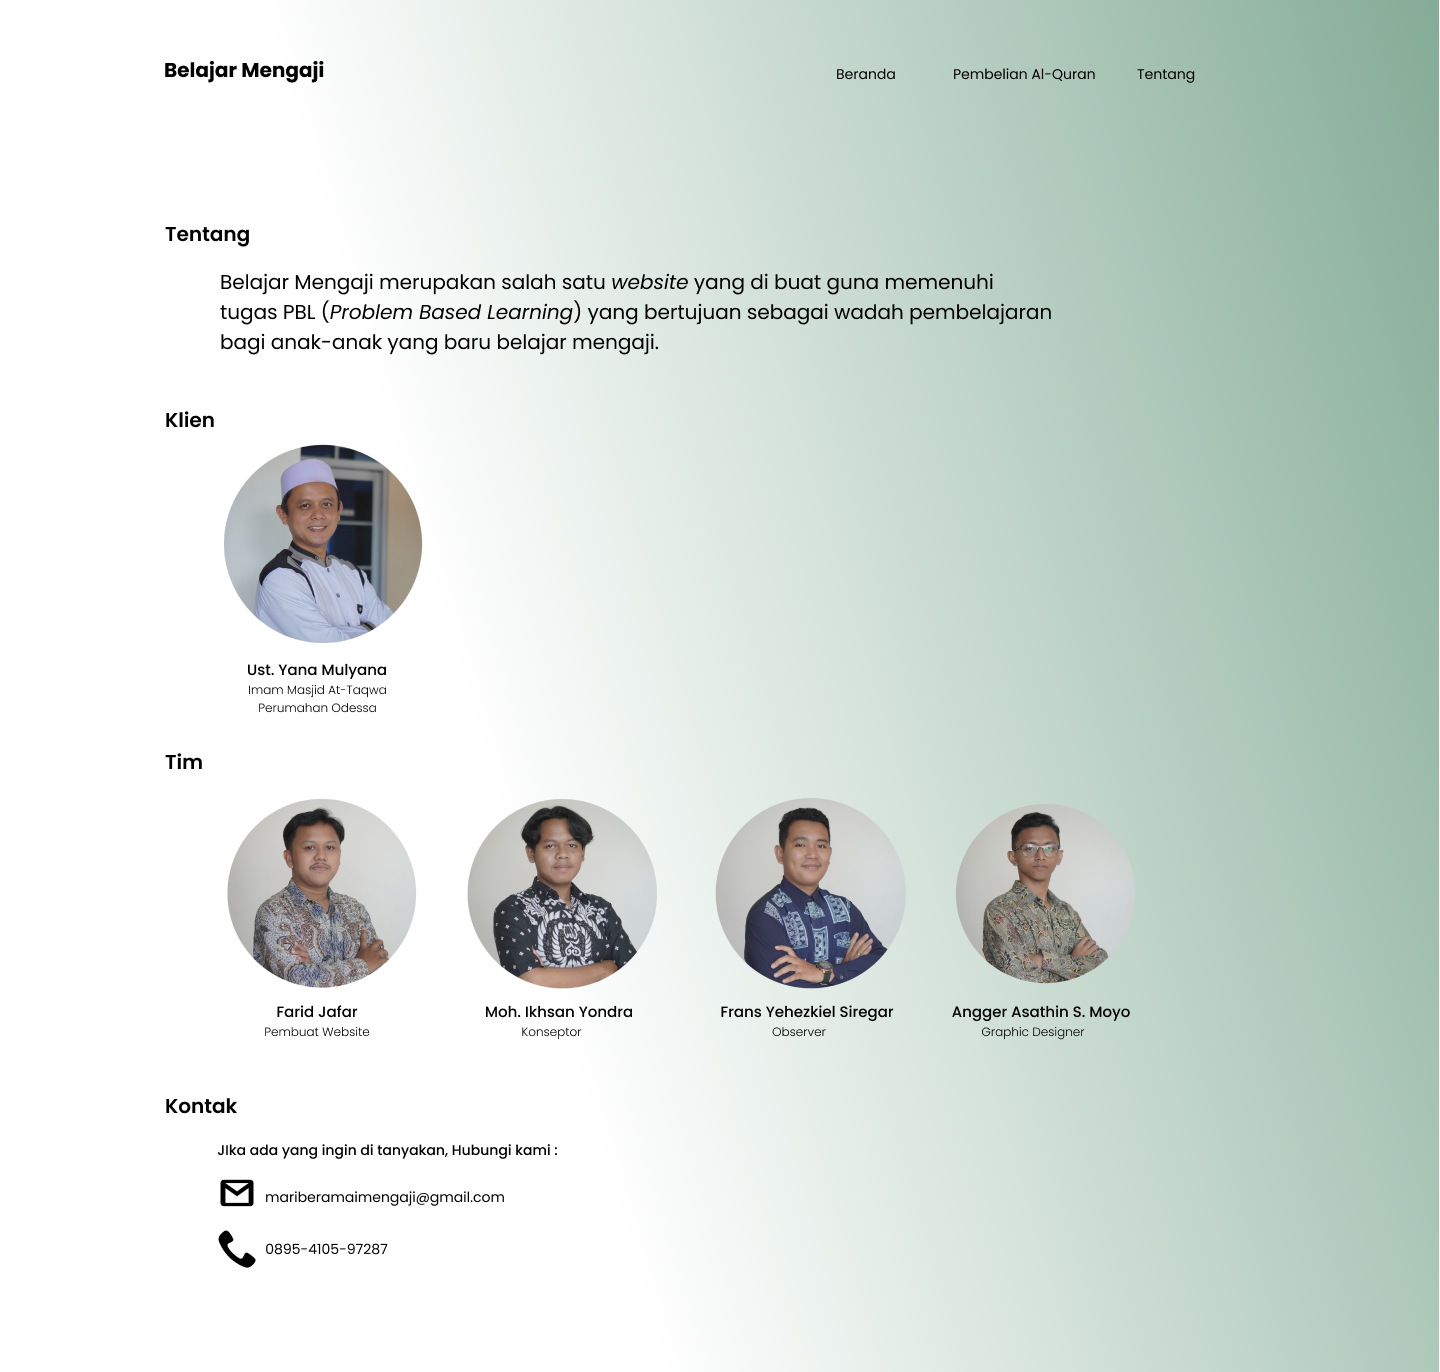 Belajar Mengaji
Beranda
Pembelian Al-Quran
Tentang
Tentang
Belajar Mengaji merupakan salah satu website yang di buat guna memenuhi
tugas PBL (Problem Based Learning) yang bertujuan sebagai wadah pembelajaran
bagi anak-anak yang baru belajar mengaji.
Klien
Ust. Yana Mulyana
Imam Masjid At-Taqwa
Perumahan Odessa
Tim
Farid Jafar
Pembuat Website
Moh. Ikhsan Yondra
Konseptor
Frans Yehezkiel Siregar
Observer
Angger Asathin S. Moyo
Graphic Designer
Kontak
JIka ada yang ingin di tanyakan, Hubungi kami :
mariberamaimengaji@gmail.com
0895-4105-97287